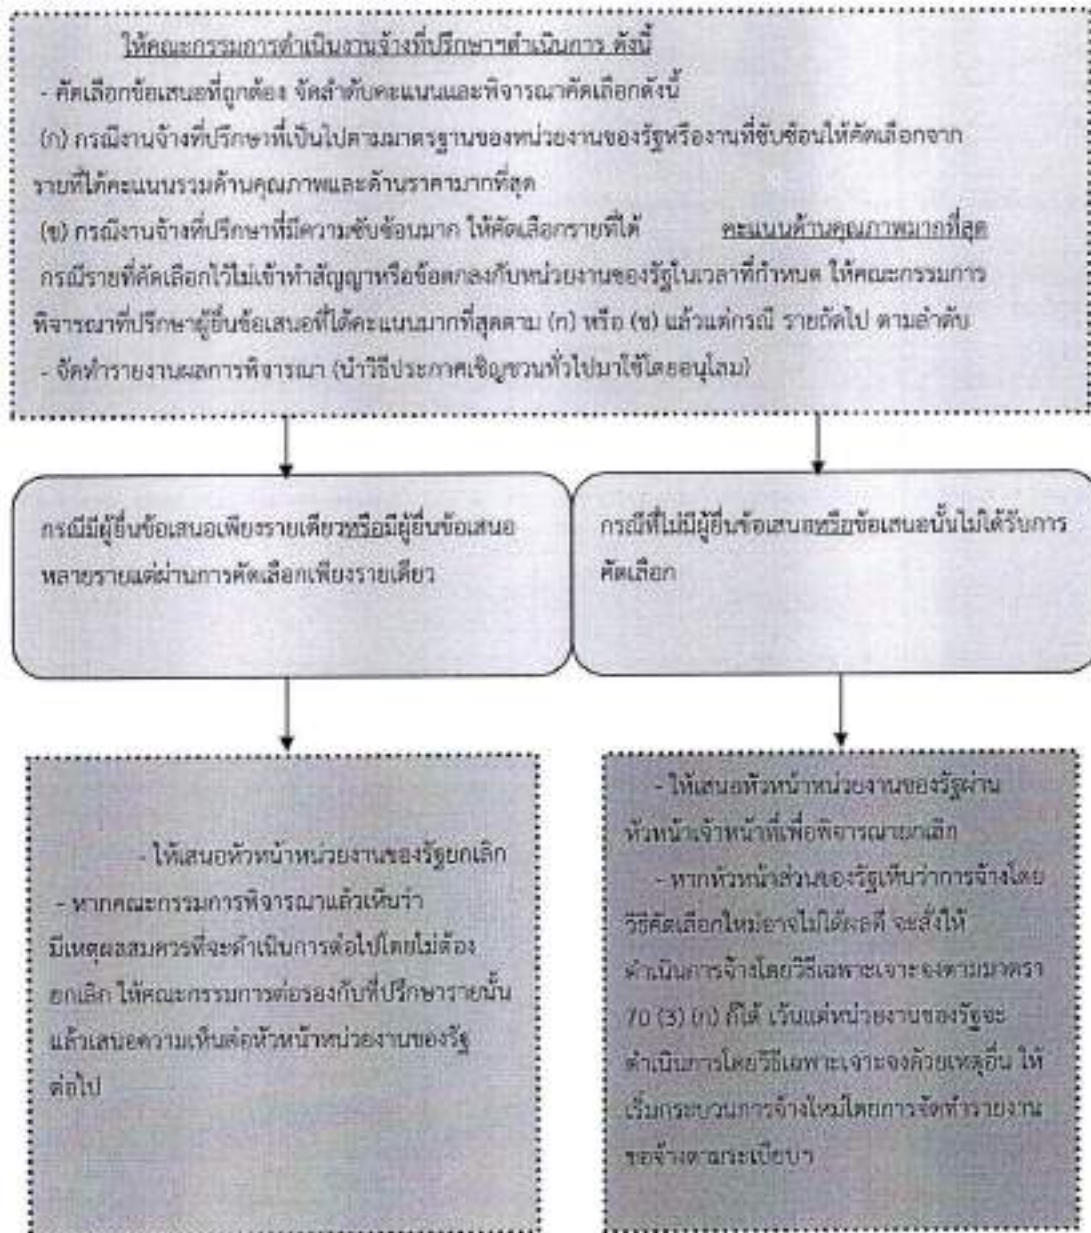 ให้คณะกรรมการดำเนินงานจ้างที่ปรึกษาฯดำเนินการ ดังนี้
- คัดเลือกข้อเสนอที่ถูกต้อง จัดลำดับคะแนนและพิจารณาคัดเลือกดังนี้
(ก) กรณีงานจ้างที่ปรึกษาที่เป็นไปตามมาตรฐานของหน่วยงานของรัฐหรืองานที่ซับซ้อนให้คัดเลือกจาก
รายที่ได้คะแนนรวมด้านคุณภาพและด้านราคามากที่สุด
(ข) กรณีงานจ้างที่ปรึกษาที่มีความซับซ้อนมาก ให้คัดเลือกรายที่ได้ คะแนนด้านคุณภาพมากที่สุด
กรณีรายที่คัดเลือกไว้ไม่เข้าทำสัญญาหรือข้อตกลงกับหน่วยงานของรัฐในเวลาที่กำหนด ให้คณะกรรมการ
พิจารณาที่ปรึกษาผู้ยื่นข้อเสนอที่ได้คะแนนมากที่สุดตาม (ก) หรือ (ข) แล้วแต่กรณี รายถัดไป ตามลำดับ
- จัดทำรายงานผลการพิจารณา (นำวิธีประกาศเชิญชวนทั่วไปมาใช้โดยอนุโลม)
กรณีมีผู้ยื่นข้อเสนอเพียงรายเดียวหรือมีผู้ยื่นข้อเสนอ
หลายรายแต่ผ่านการคัดเลือกเพียงรายเดียว
กรณีที่ไม่มีผู้ยื่นข้อเสนอหรือข้อเสนอนั้นไม่ได้รับการ
คัดเลือก
- ให้เสนอหัวหน้าหน่วยงานของรัฐยกเลิก
- หากคณะกรรมการพิจารณาแล้วเห็นว่า
มีเหตุผลสมควรที่จะดำเนินการต่อไปโดยไม่ต้อง
ยกเลิก ให้คณะกรรมการต่อรองกับที่ปรึกษารายนั้น
แล้วเสนอความเห็นต่อหัวหน้าหน่วยงานของรัฐ
ต่อไป
- ให้เสนอหัวหน้าหน่วยงานของรัฐผ่าน
หัวหน้าเจ้าหน้าที่เพื่อพิจารณายกเลิก
- หากหัวหน้าส่วนของรัฐเห็นว่าการจ้างโดย
วิธีคัดเลือกใหม่อาจไม่ได้ผลดี จะสั่งให้
ดำเนินการจ้างโดยวิธีเฉพาะเจาะจงตามมาตรา
70 (3) (ก) ก็ได้ เว้นแต่หน่วยงานของรัฐจะ
ดำเนินการโดยวิธีเฉพาะเจาะจงด้วยเหตุอื่น ให้
เริ่มกระบวนการจ้างใหม่โดยการจัดทำรายงาน
ขอจ้างตามระเบียบฯ